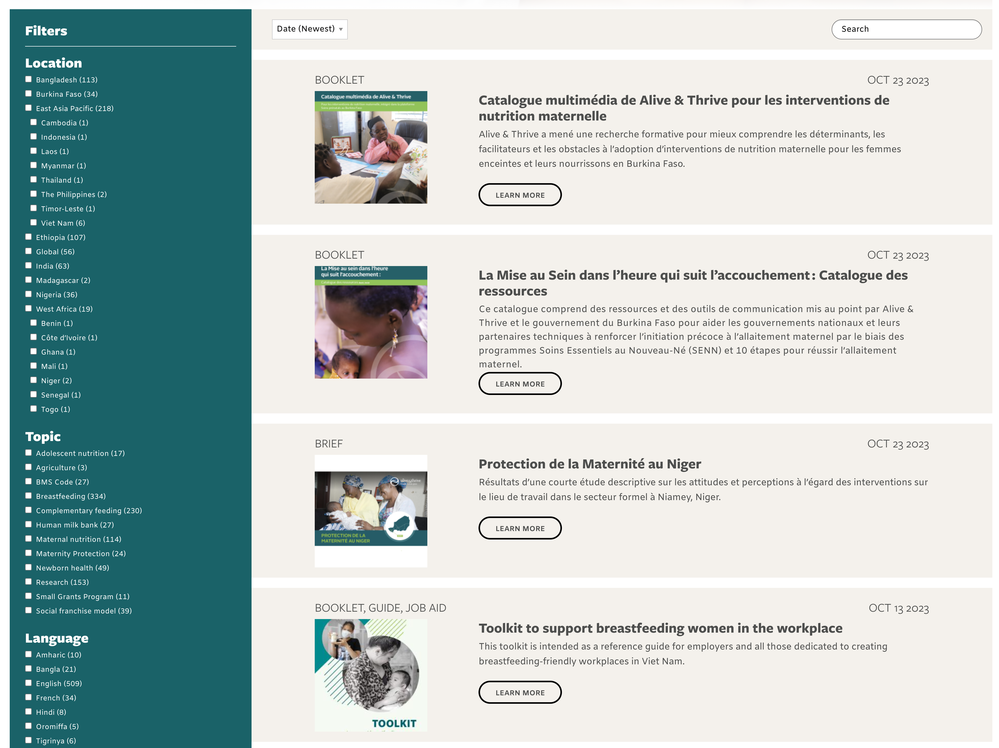 Filters
Location
Bangladesh (113)
Burkina Faso (34)
East Asia Pacific (218)
Cambodia (1)
Indonesia (1)
Laos (1)
Myanmar (1)
Thailand (1)
The Philippines (2)
Timor-Leste (1)
Viet Nam (6)
Ethiopia (107)
Global (56)
India (63)
Madagascar (2)
Nigeria (36)
West Africa (19)
Benin (1)
Côte d’Ivoire (1)
Ghana (1)
Mali (1)
Niger (2)
Senegal (1)
Togo (1)
Topic
Adolescent nutrition (17)
Agriculture (3)
BMS Code (27)
Breastfeeding (334)
Complementary feeding (230)
Human milk bank (27)
Maternal nutrition (114)
Maternity Protection (24)
Newborn health (49)
Research (153)
Small Grants Program (11)
Social franchise model (39)
Language
Amharic (10)
Bangla (21)
English (509)
French (34)
Hindi (8)
Oromiffa (5)
Tigrinya (6)
Date (Newest)
Search
BOOKLET
OCT 23 2023
Catalogue multimédia de Alive & Thrive
Pour les interventions de nutrition maternelle, intégré dans la plateforme
Soins prénatals au Burkina Faso
Catalogue multimédia de Alive & Thrive pour les interventions de
nutrition maternelle
Alive & Thrive a mené une recherche formative pour mieux comprendre les déterminants, les
facilitateurs et les obstacles à l’adoption d’interventions de nutrition maternelle pour les femmes
enceintes et leurs nourrissons en Burkina Faso.
LEARN MORE
BOOKLET
OCT 23 2023
La Mise au sein dans l’heure
qui suit l’accouchement :
Catalogue des ressources
La Mise au Sein dans l’heure qui suit l’accouchement : Catalogue des
ressources
Ce catalogue comprend des ressources et des outils de communication mis au point par Alive &
Thrive et le gouvernement du Burkina Faso pour aider les gouvernements nationaux et leurs
partenaires techniques à renforcer l’initiation précoce à l’allaitement maternel par le biais des
programmes Soins Essentiels au Nouveau-Né (SENN) et 10 étapes pour réussir l’allaitement
maternel.
LEARN MORE
BRIEF
OCT 23 2023
alive&thrive
PROTECTION DE LA
MATERNITÉ AU NIGER
Protection de la Maternité au Niger
Résultats d’une courte étude descriptive sur les attitudes et perceptions à l’égard des interventions sur
le lieu de travail dans le secteur formel à Niamey, Niger.
LEARN MORE
BOOKLET, GUIDE, JOB AID
OCT 13 2023
TOOLKIT
Toolkit to support breastfeeding women in the workplace
This toolkit is intended as a reference guide for employers and all those dedicated to creating
breastfeeding-friendly workplaces in Viet Nam.
LEARN MORE